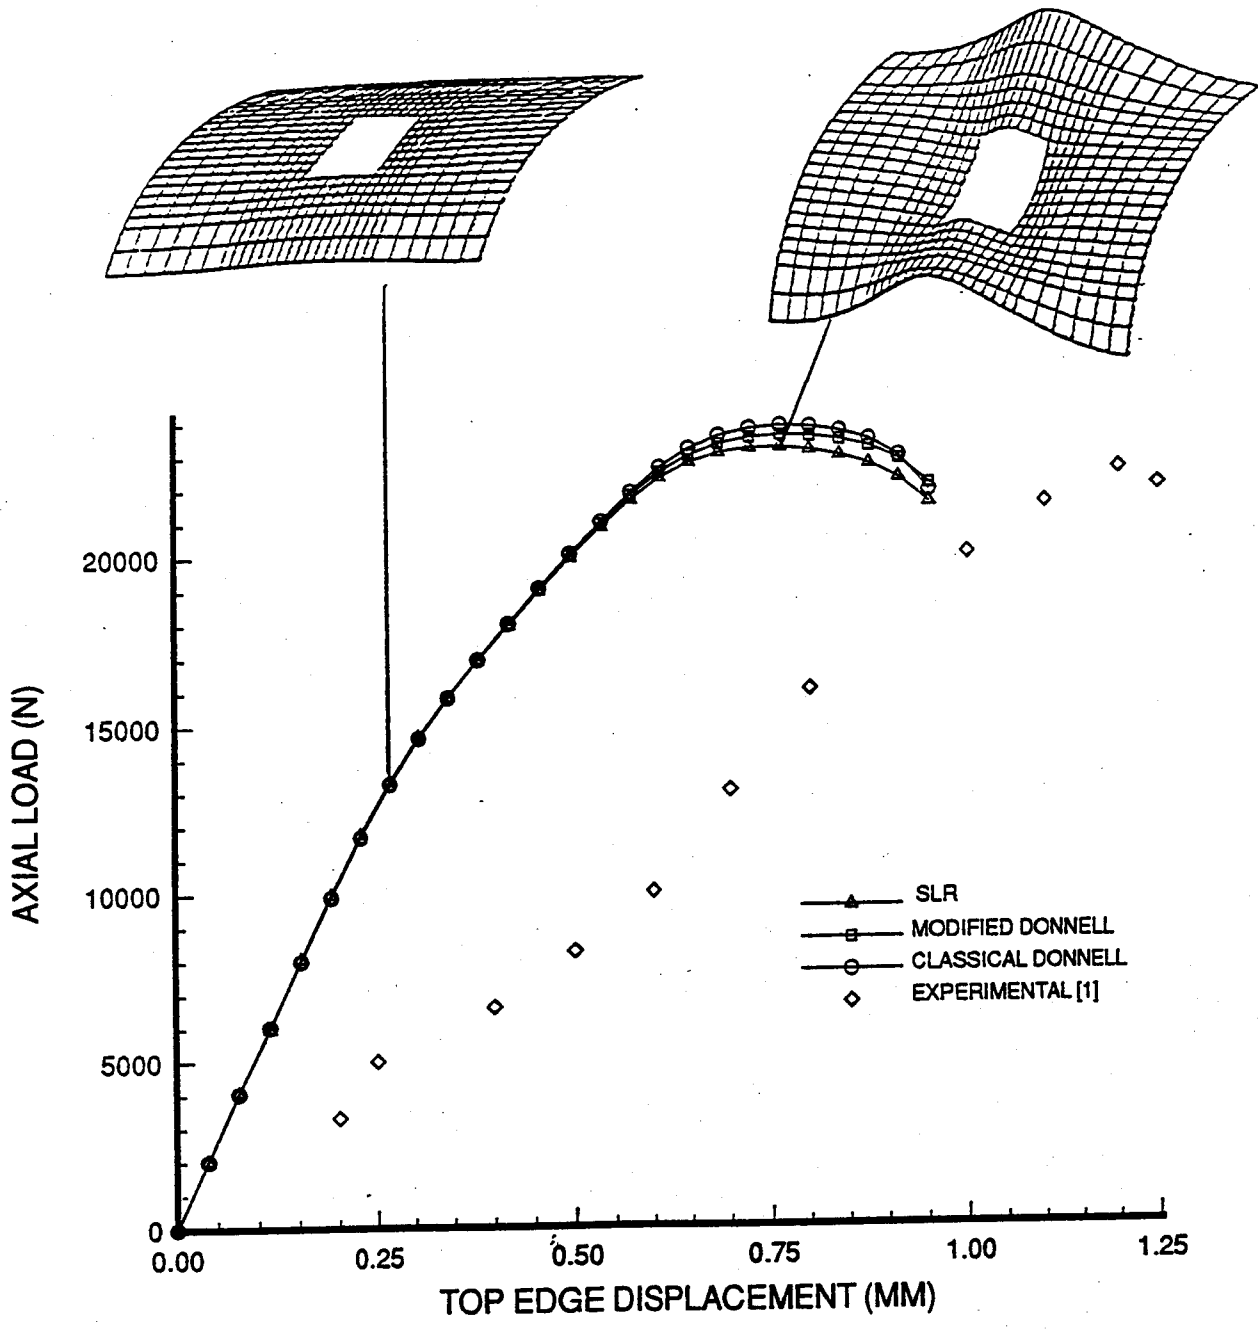 20000
15000
10000
5000
0
AXIAL LOAD (N)
SLR
MODIFIED DONNELL
CLASSICAL DONNELL
EXPERIMENTAL [1]
0.00
0.25
0.50
0.75
1.00
1.25
TOP EDGE DISPLACEMENT (MM)